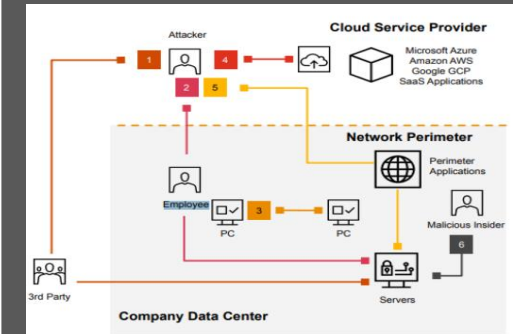 Cloud Service Provider
Attacker
1
4
Microsoft Azure
Amazon AWS
Google GCP
SaaS Applications
2
5
Network Perimeter
Perimeter
Applications
Employee
3
PC
PC
Malicious Insider
6
3rd Party
Servers
Company Data Center